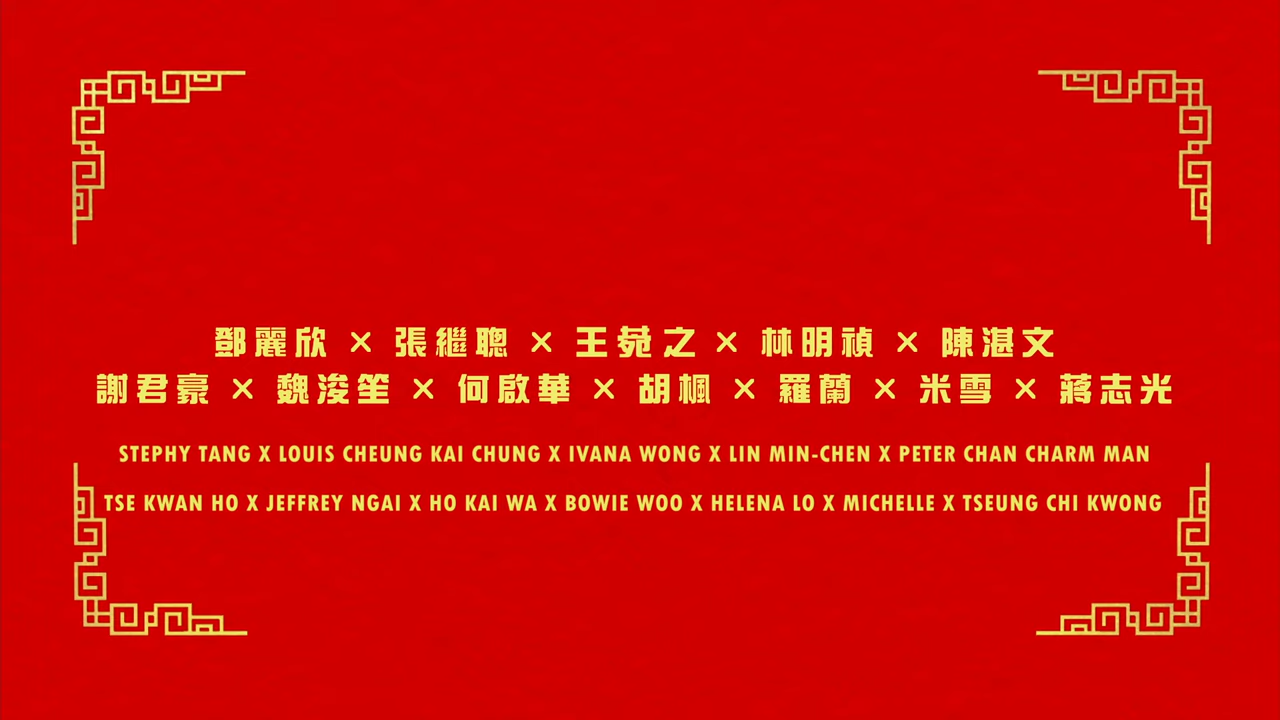 鄧麗欣 × 張繼聰 × 王菀之 × 林明禎 × 陳湛文
謝君豪 × 魏浚笙 × 何啟華 × 胡楓 × 羅蘭 × 米雪 × 蔣志光
STEPHY TANG X LOUIS CHEUNG KAI CHUNG X IVANA WONG X LIN MIN-CHEN X PETER CHAN CHARM MAN
TSE KWAN HO X JEFFREY NGAI X HO KAI WA X BOWIE WOO X HELENA LO X MICHELLE X TSEUNG CHI KWONG